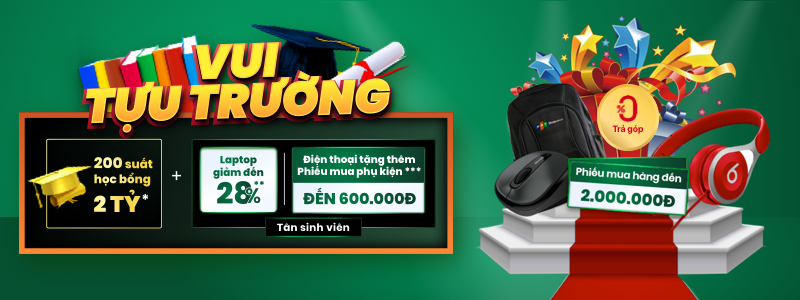 VUI
TỰU TRƯỜNG
200 suất
học bổng
2 TỶ*
+
Laptop
giảm đến
28%**
Điện thoại tặng thêm
Phiếu mua phụ kiện ***
ĐẾN 600.000Đ
Tân sinh viên
0%
Trả góp
Phiếu mua hàng đến
2.000.000Đ